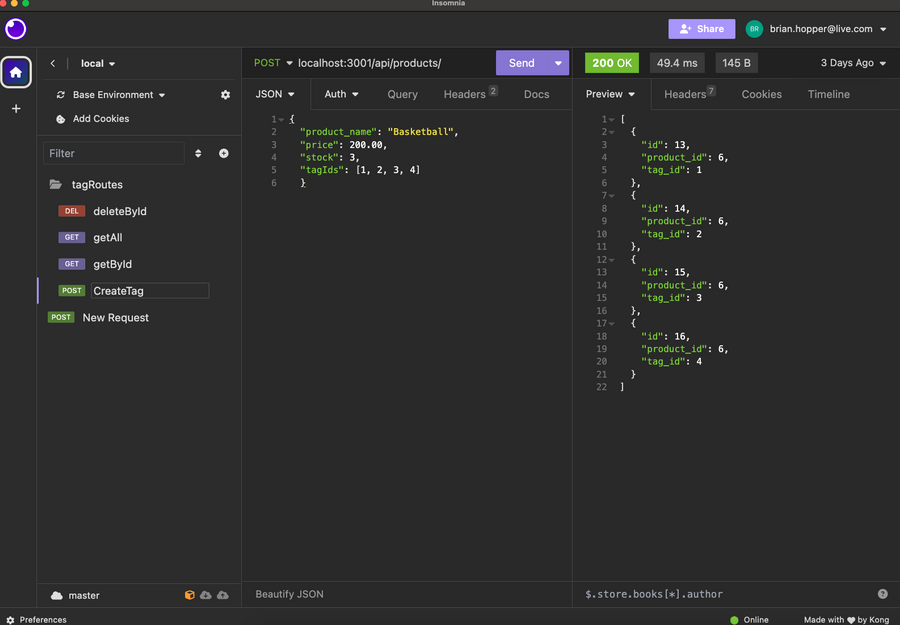 Insomnia
Share
BR
brian.hopper@live.com
local
POST
localhost:3001/api/products/
Send
200 OK
49.4 ms
145 B
3 Days Ago
Base Environment
Add Cookies
JSON
Auth
Query
Headers 2
Docs
Preview
Headers 7
Cookies
Timeline
Filter
tagRoutes
DEL deleteById
GET getAll
GET getById
POST CreateTag
POST New Request
1 {
2 "product_name": "Basketball",
3 "price": 200.00,
4 "stock": 3,
5 "tagIds": [1, 2, 3, 4]
6 }
1 [
2 {
3 "id": 13,
4 "product_id": 6,
5 "tag_id": 1
6 },
7 {
8 "id": 14,
9 "product_id": 6,
10 "tag_id": 2
11 },
12 {
13 "id": 15,
14 "product_id": 6,
15 "tag_id": 3
16 },
17 {
18 "id": 16,
19 "product_id": 6,
20 "tag_id": 4
21 }
22 ]
master
Beautify JSON
$.store.books[*].author
Preferences
Online
Made with ♥ by Kong